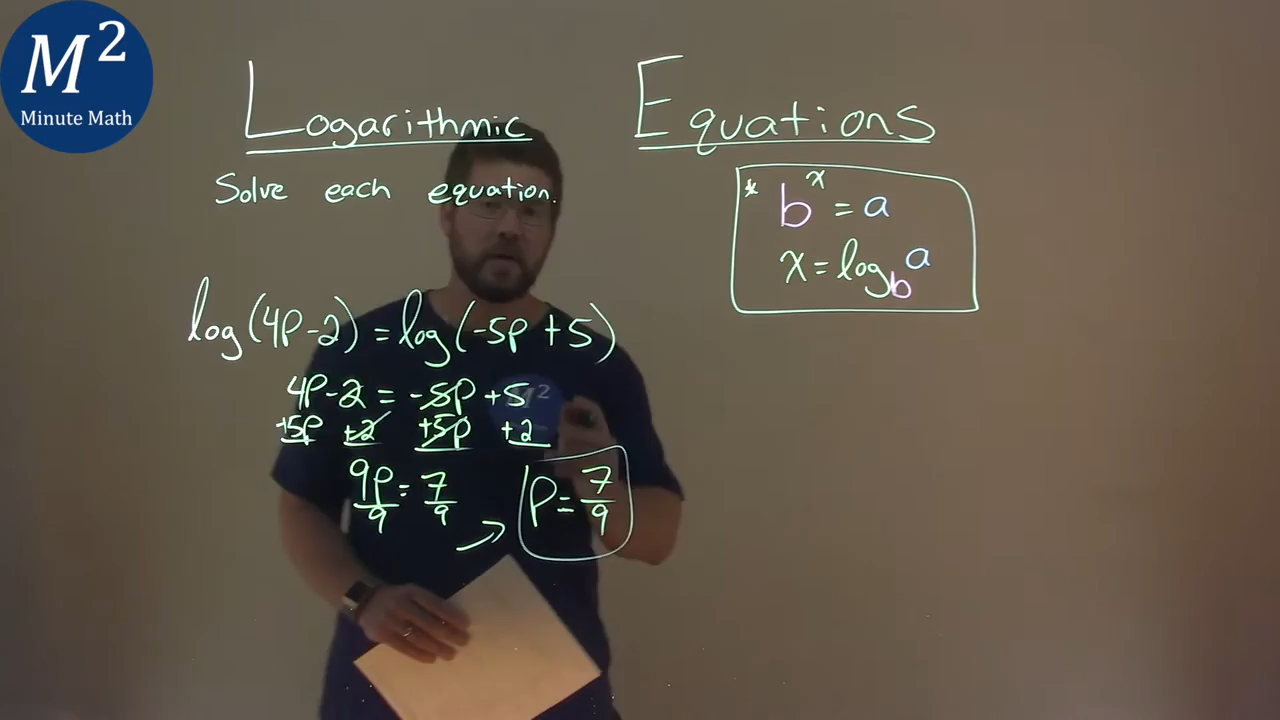 M²
Minute Math
Logarithmic Equations
Solve each equation.
* b^x = a
x = log_b a
log(4p-2) = log(-5p+5)
4p-2 = -5p+5
+5p +2 +5p +2
9p/9 = 7/9
→ p = 7/9
M²